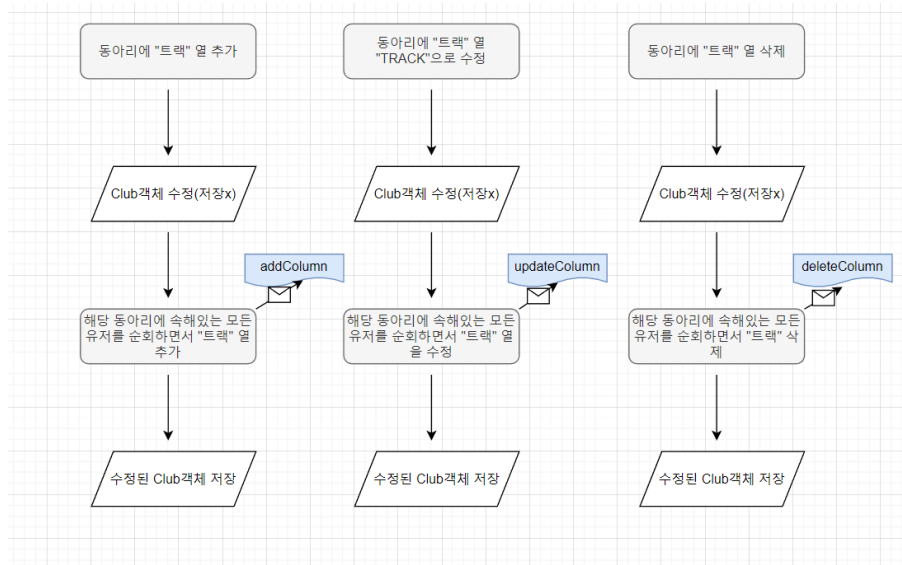 동아리에 "트랙" 열 추가
동아리에 "트랙" 열
"TRACK"으로 수정
동아리에 "트랙" 열 삭제
Club객체 수정(저장x)
Club객체 수정(저장x)
Club객체 수정(저장x)
addColumn
updateColumn
deleteColumn
해당 동아리에 속해있는 모든
유저를 순회하면서 "트랙" 열
추가
해당 동아리에 속해있는 모든
유저를 순회하면서 "트랙" 열
을 수정
해당 동아리에 속해있는 모든
유저를 순회하면서 "트랙" 삭
제
수정된 Club객체 저장
수정된 Club객체 저장
수정된 Club객체 저장